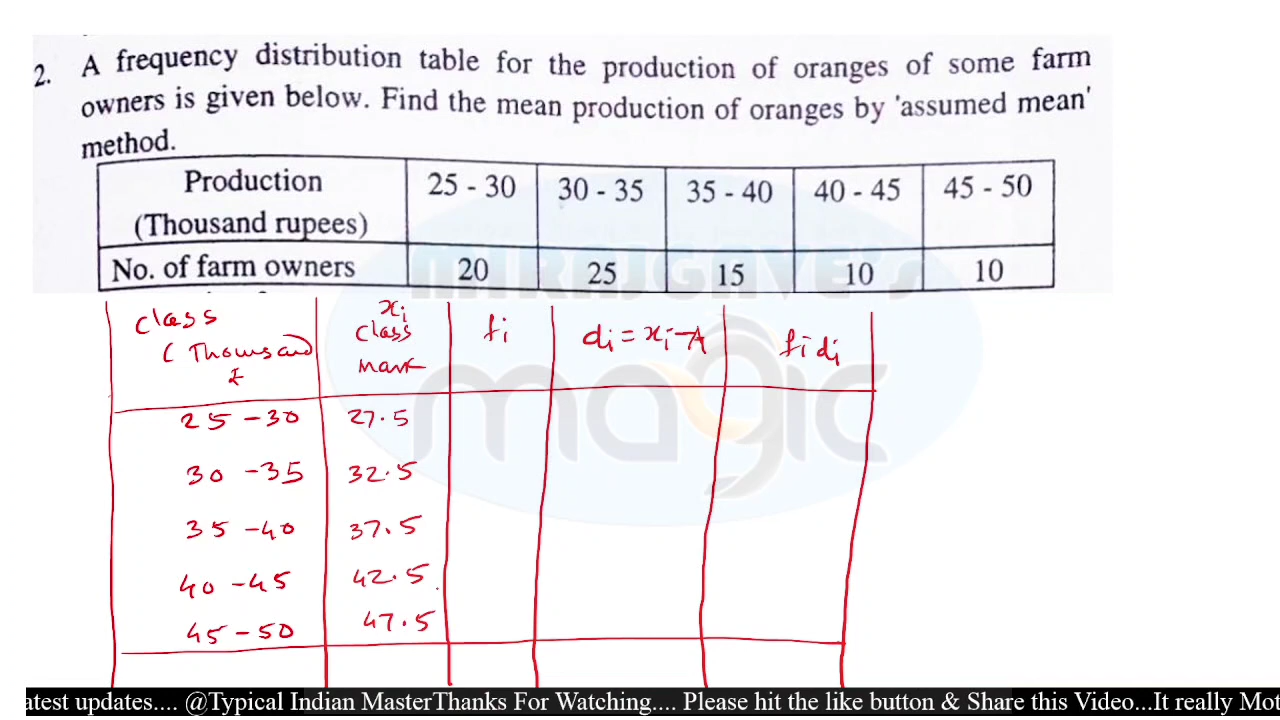 2. A frequency distribution table for the production of oranges of some farm
owners is given below. Find the mean production of oranges by 'assumed mean'
method.
Production 25 - 30 30 - 35 35 - 40 40 - 45 45 - 50
(Thousand rupees)
No. of farm owners 20 25 15 10 10
MIRAJGAVE'S
magic
class xi class mark fi di = xi - A fidi
(Thousand ₹
25 - 30 27.5
30 - 35 32.5
35 - 40 37.5
40 - 45 42.5
45 - 50 47.5
atest updates.... @Typical Indian MasterThanks For Watching.... Please hit the like button & Share this Video...It really Mot